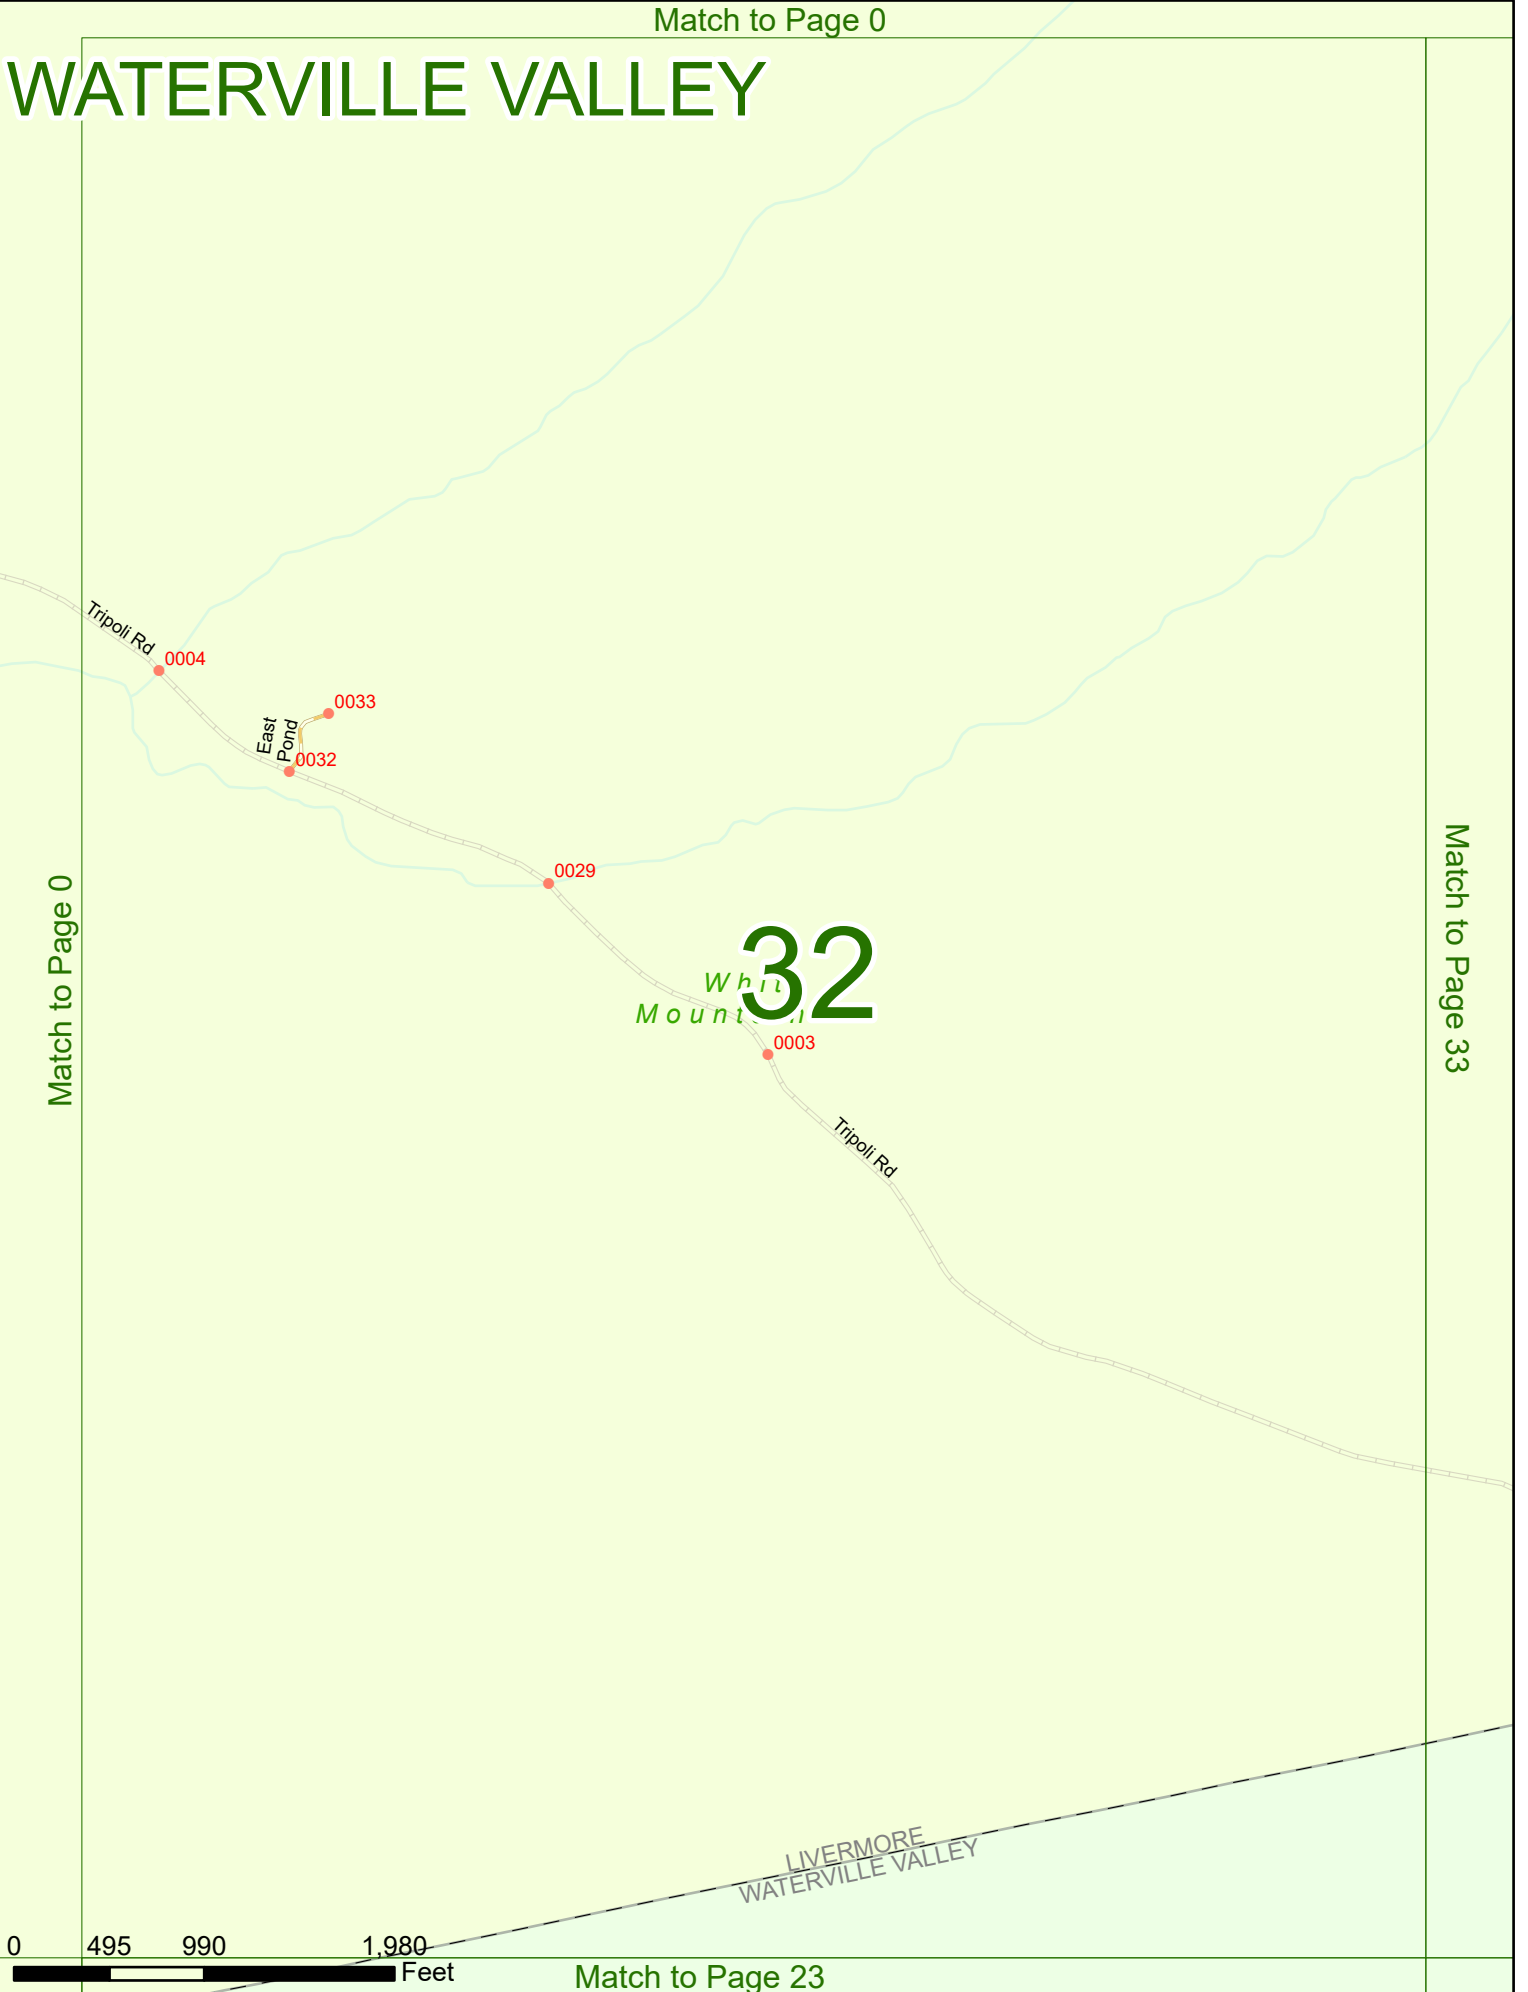 Match to Page 0
WATERVILLE VALLEY
Tripoli Rd
0004
0033
East
Pond
0032
0029
Match to Page 0
Match to Page 33
32
0003
Tripoli Rd
LIVERMORE
WATERVILLE VALLEY
0 495 990 1,980
Feet
Match to Page 23